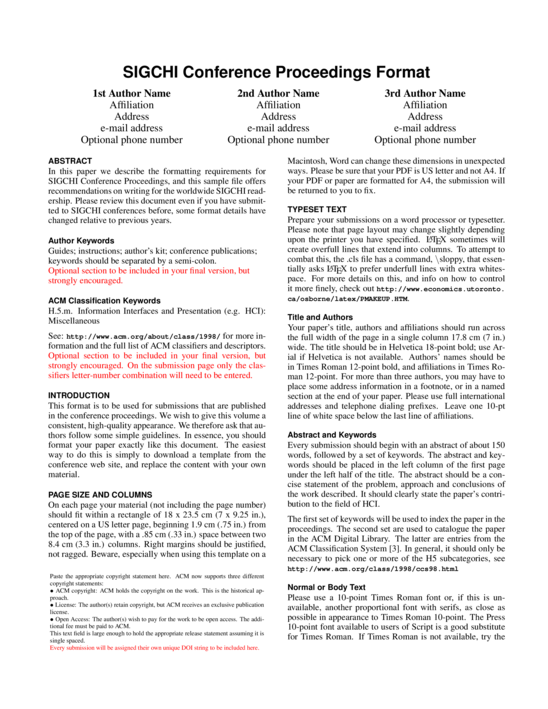 SIGCHI Conference Proceedings Format
1st Author Name
Affiliation
Address
e-mail address
Optional phone number
2nd Author Name
Affiliation
Address
e-mail address
Optional phone number
3rd Author Name
Affiliation
Address
e-mail address
Optional phone number
ABSTRACT
In this paper we describe the formatting requirements for
SIGCHI Conference Proceedings, and this sample file offers
recommendations on writing for the worldwide SIGCHI read-
ership. Please review this document even if you have submit-
ted to SIGCHI conferences before, some format details have
changed relative to previous years.
Author Keywords
Guides; instructions; author's kit; conference publications;
keywords should be separated by a semi-colon.
Optional section to be included in your final version, but
strongly encouraged.
ACM Classification Keywords
H.5.m. Information Interfaces and Presentation (e.g. HCI):
Miscellaneous
See: http://www.acm.org/about/class/1998/ for more in-
formation and the full list of ACM classifiers and descriptors.
Optional section to be included in your final version, but
strongly encouraged. On the submission page only the clas-
sifiers letter-number combination will need to be entered.
INTRODUCTION
This format is to be used for submissions that are published
in the conference proceedings. We wish to give this volume a
consistent, high-quality appearance. We therefore ask that au-
thors follow some simple guidelines. In essence, you should
format your paper exactly like this document. The easiest
way to do this is simply to download a template from the
conference web site, and replace the content with your own
material.
PAGE SIZE AND COLUMNS
On each page your material (not including the page number)
should fit within a rectangle of 18 x 23.5 cm (7 x 9.25 in.),
centered on a US letter page, beginning 1.9 cm (.75 in.) from
the top of the page, with a .85 cm (.33 in.) space between two
8.4 cm (3.3 in.) columns. Right margins should be justified,
not ragged. Beware, especially when using this template on a
Paste the appropriate copyright statement here. ACM now supports three different
copyright statements:
• ACM copyright: ACM holds the copyright on the work. This is the historical ap-
proach.
• License: The author(s) retain copyright, but ACM receives an exclusive publication
license.
• Open Access: The author(s) wish to pay for the work to be open access. The addi-
tional fee must be paid to ACM.
This text field is large enough to hold the appropriate release statement assuming it is
single spaced.
Every submission will be assigned their own unique DOI string to be included here.
Macintosh, Word can change these dimensions in unexpected
ways. Please be sure that your PDF is US letter and not A4. If
your PDF or paper are formatted for A4, the submission will
be returned to you to fix.
TYPESET TEXT
Prepare your submissions on a word processor or typesetter.
Please note that page layout may change slightly depending
upon the printer you have specified. LATEX sometimes will
create overfull lines that extend into columns. To attempt to
combat this, the .cls file has a command, \sloppy, that essen-
tially asks LATEX to prefer underfull lines with extra whites-
pace. For more details on this, and info on how to control
it more finely, check out http://www.economics.utoronto.
ca/osborne/latex/PMAKEUP.HTM.
Title and Authors
Your paper's title, authors and affiliations should run across
the full width of the page in a single column 17.8 cm (7 in.)
wide. The title should be in Helvetica 18-point bold; use Ar-
ial if Helvetica is not available. Authors' names should be
in Times Roman 12-point bold, and affiliations in Times Ro-
man 12-point. For more than three authors, you may have to
place some address information in a footnote, or in a named
section at the end of your paper. Please use full international
addresses and telephone dialing prefixes. Leave one 10-pt
line of white space below the last line of affiliations.
Abstract and Keywords
Every submission should begin with an abstract of about 150
words, followed by a set of keywords. The abstract and key-
words should be placed in the left column of the first page
under the left half of the title. The abstract should be a con-
cise statement of the problem, approach and conclusions of
the work described. It should clearly state the paper's contri-
bution to the field of HCI.
The first set of keywords will be used to index the paper in the
proceedings. The second set are used to catalogue the paper
in the ACM Digital Library. The latter are entries from the
ACM Classification System [3]. In general, it should only be
necessary to pick one or more of the H5 subcategories, see
http://www.acm.org/class/1998/ccs98.html
Normal or Body Text
Please use a 10-point Times Roman font or, if this is un-
available, another proportional font with serifs, as close as
possible in appearance to Times Roman 10-point. The Press
10-point font available to users of Script is a good substitute
for Times Roman. If Times Roman is not available, try the